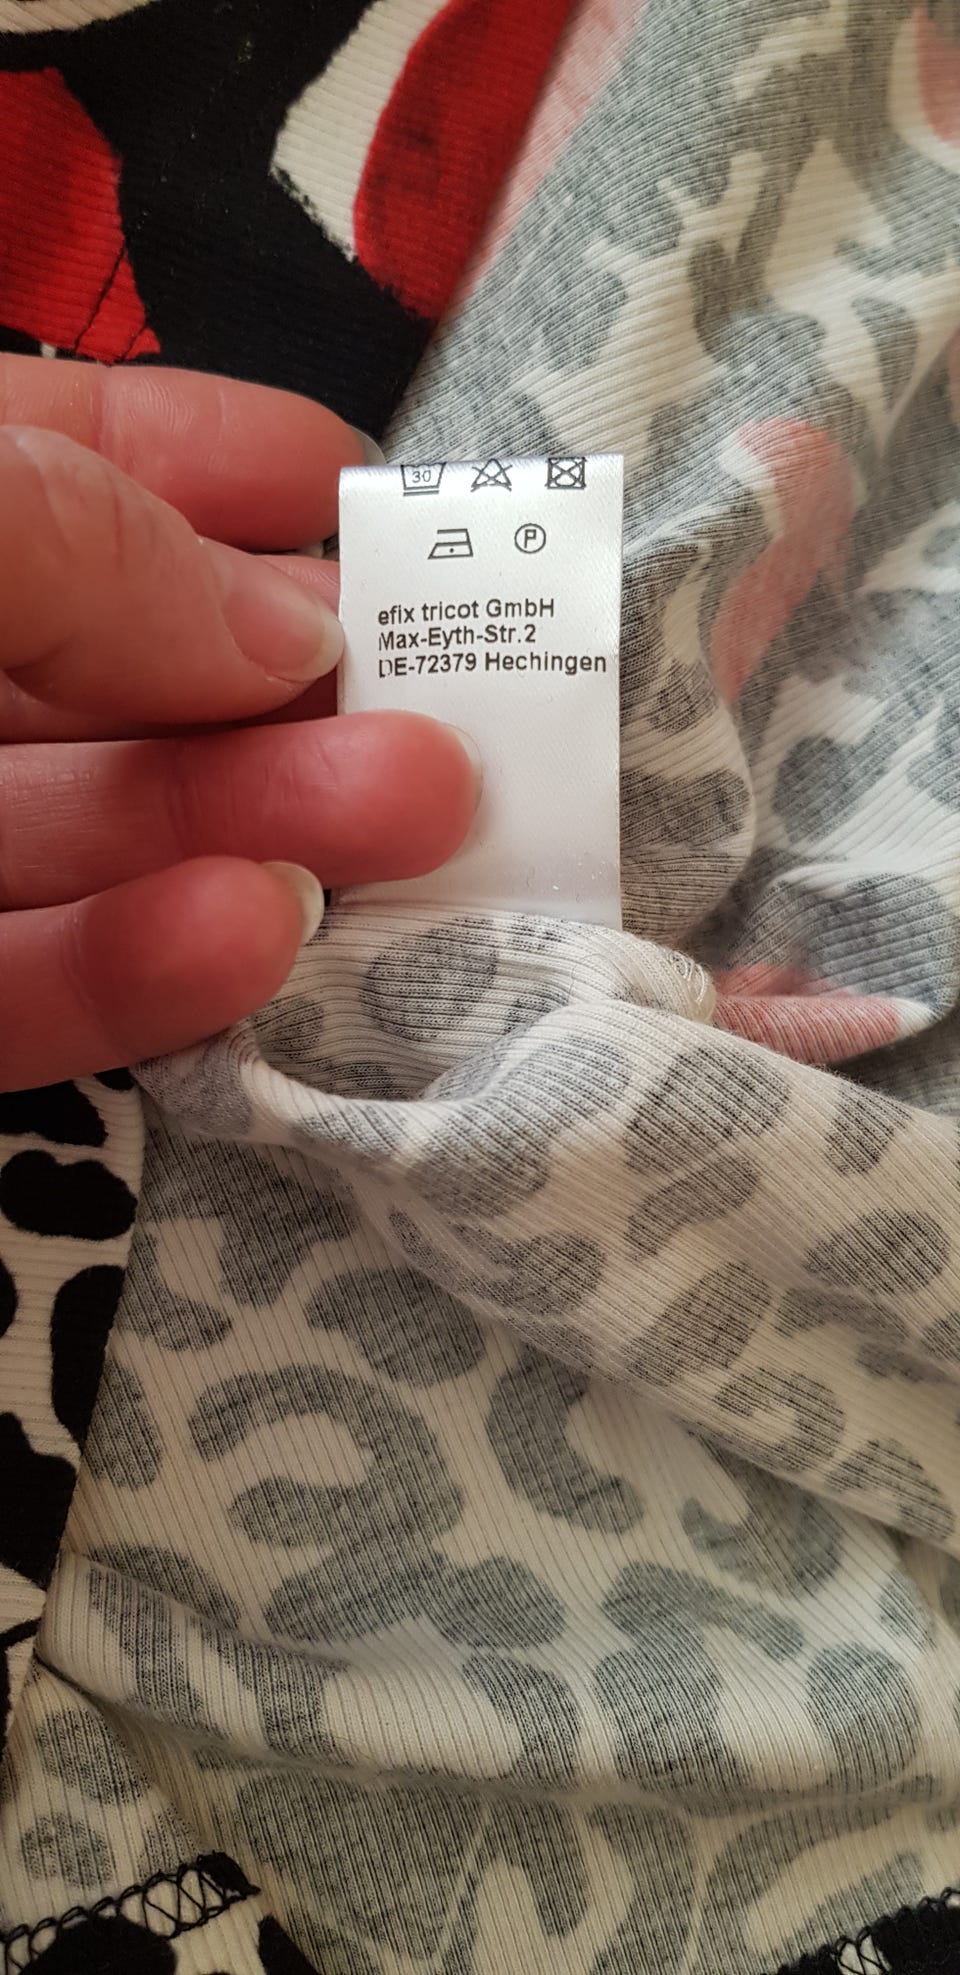 30
P
efix tricot GmbH
Max-Eyth-Str.2
DE-72379 Hechingen